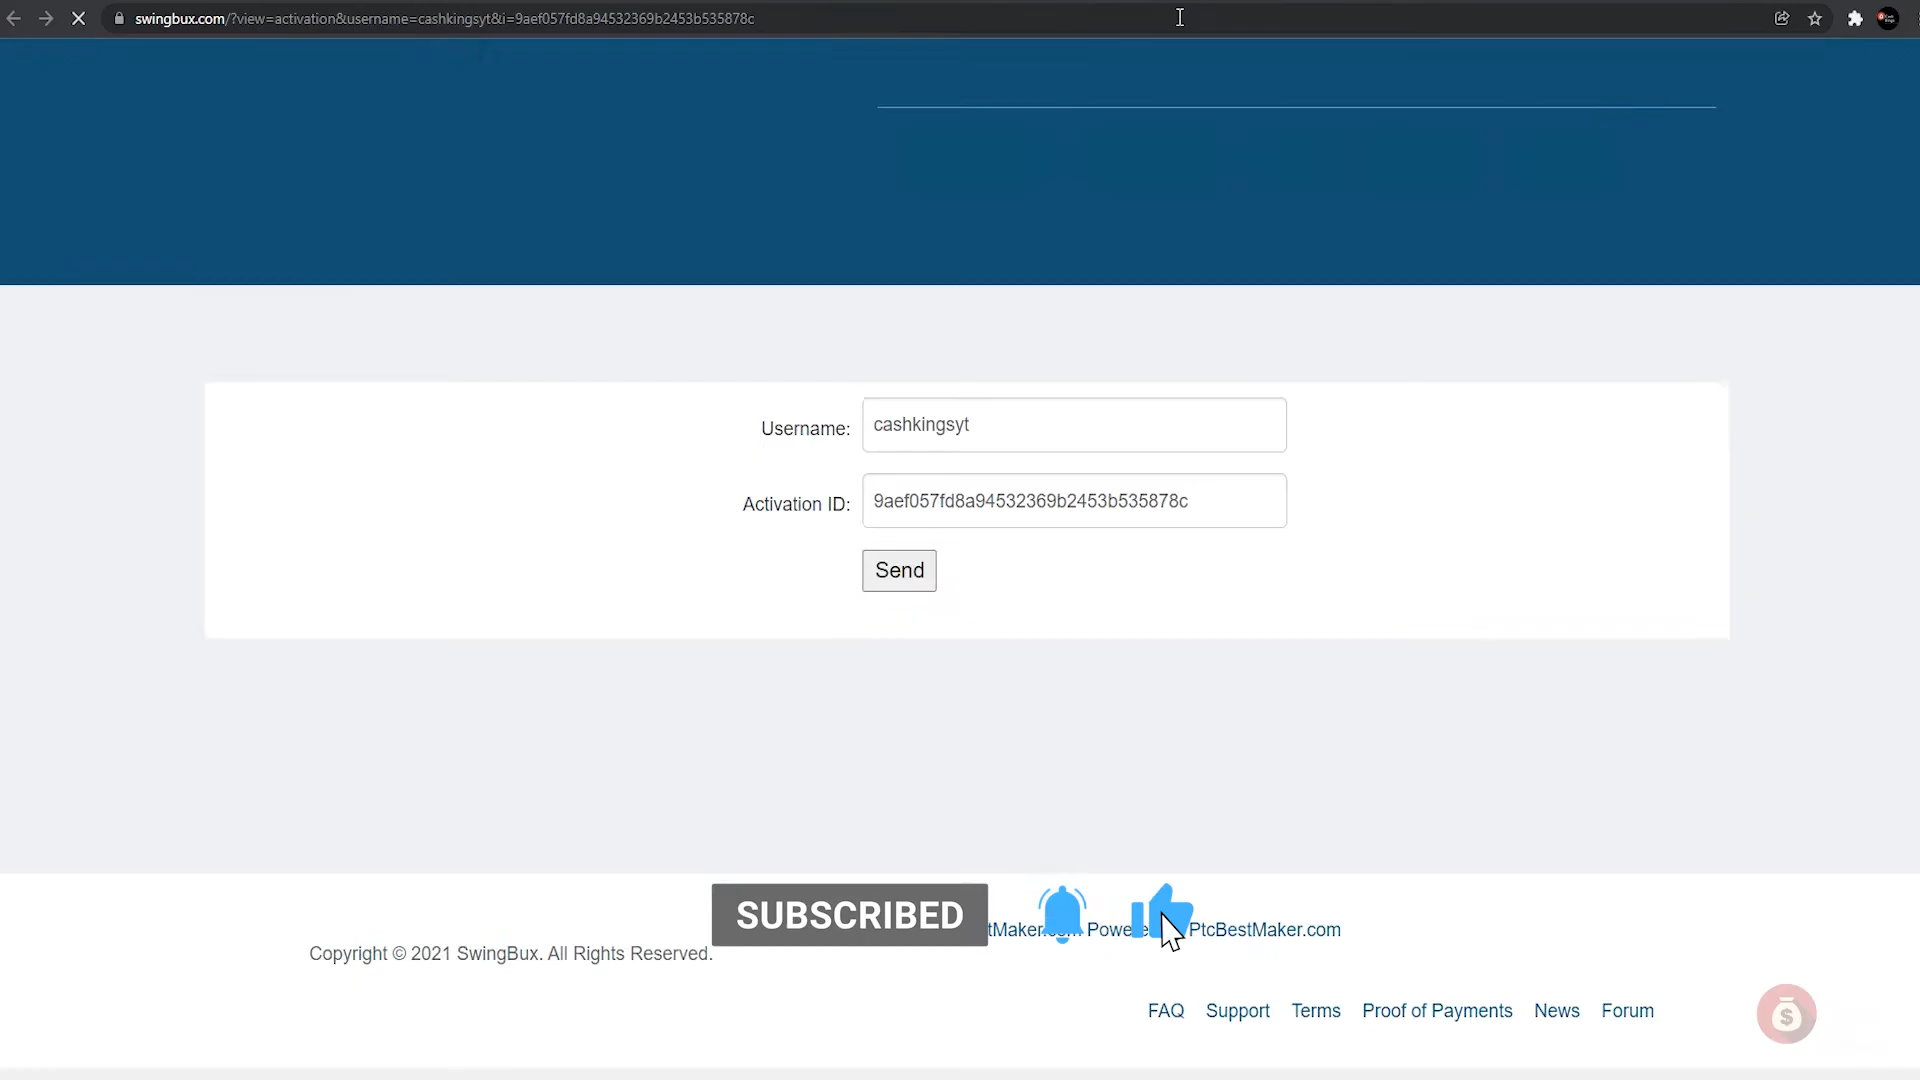 swingbux.com/?view=activation&username=cashkingsyt&i=9aef057fd8a94532369b2453b535878c
Username: cashkingsyt
Activation ID: 9aef057fd8a94532369b2453b535878c
Send
SUBSCRIBED
PtcBestMaker.com
Copyright © 2021 SwingBux. All Rights Reserved.
FAQ Support Terms Proof of Payments News Forum
$